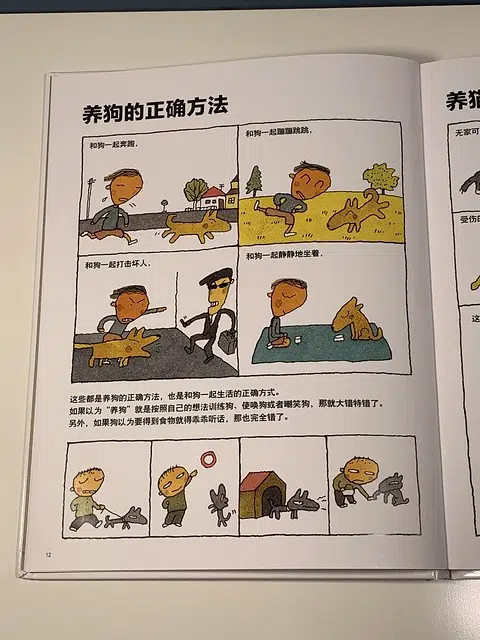 养狗的正确方法
和狗一起奔跑，
和狗一起蹦蹦跳跳，
和狗一起打击坏人，
和狗一起静静地坐着，
这些都是养狗的正确方法，也是和狗一起生活的正确方式。
如果以为“养狗”就是按照自己的想法训练狗、使唤狗或者嘲笑狗，那就大错特错了。
另外，如果狗以为要得到食物就得乖乖听话，那也完全错了。
12
养猫
无家可
受伤的
这